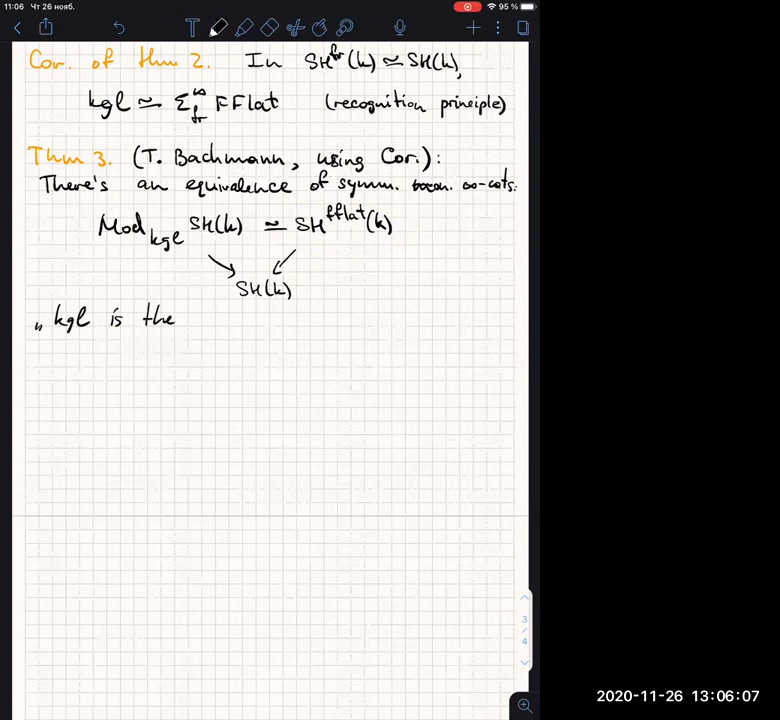 11:06 Чт 26 нояб.
95 %
Cor. of thm 2. In SH^fr(k) ≃ SH(k),
kgl ≃ Σ^∞_fr FFlat (recognition principle)
Thm 3. (T. Bachmann, using Cor.):
There's an equivalence of symm. ∞-cats:
Mod_kgl SH(k) ≃ SH^fflat(k)
SH(k)
„kgl is the
3
/
4
2020-11-26 13:06:07